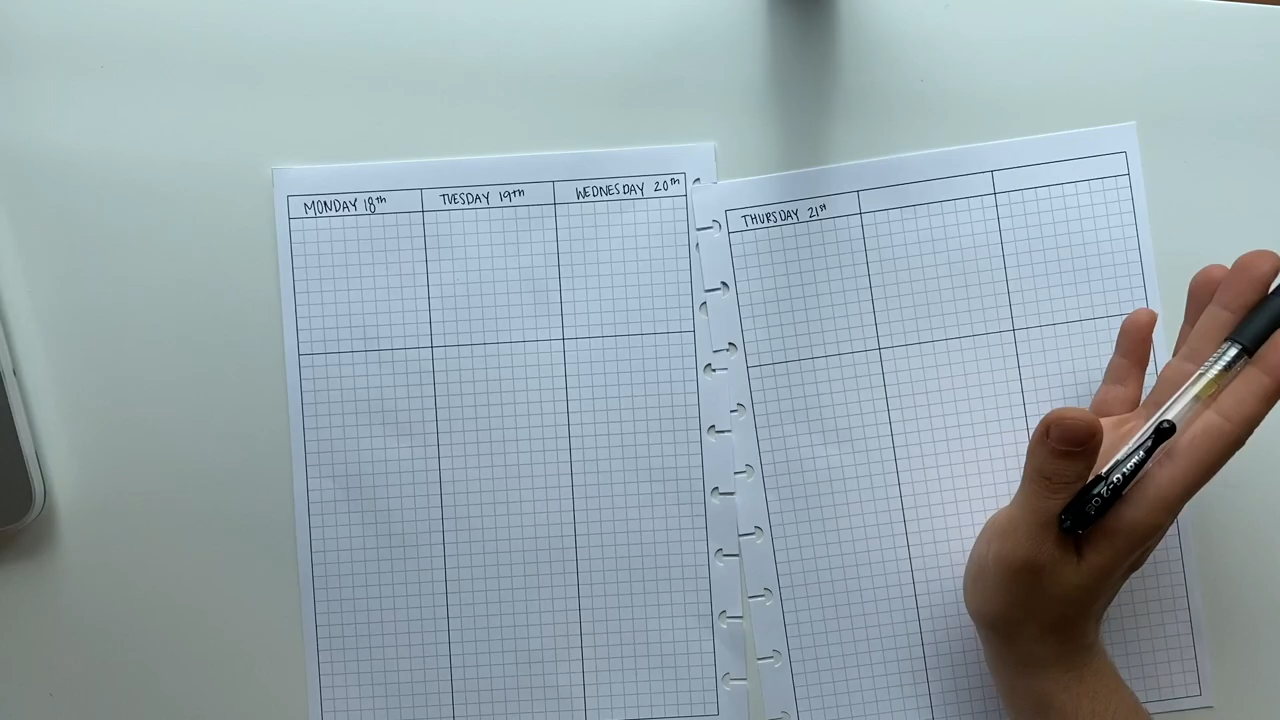 MONDAY 18th
TUESDAY 19th
WEDNESDAY 20th
THURSDAY 21st
PILOT G-2 05